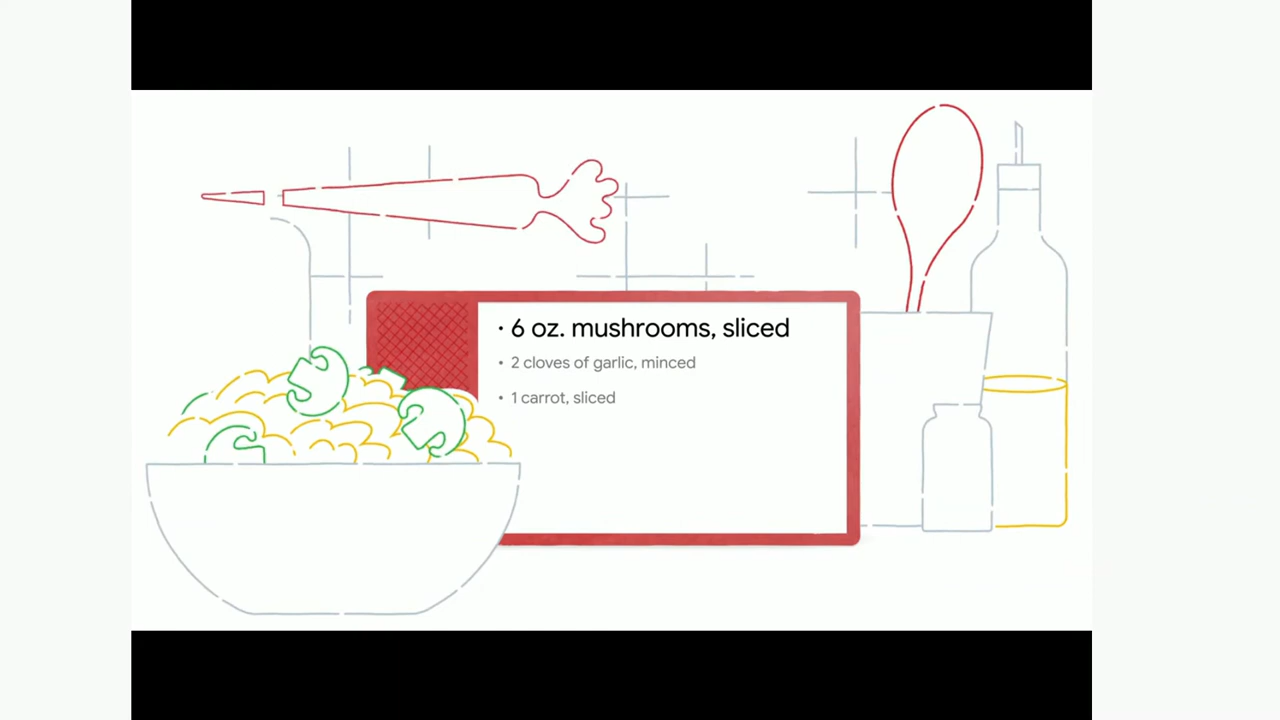 • 6 oz. mushrooms, sliced
• 2 cloves of garlic, minced
• 1 carrot, sliced